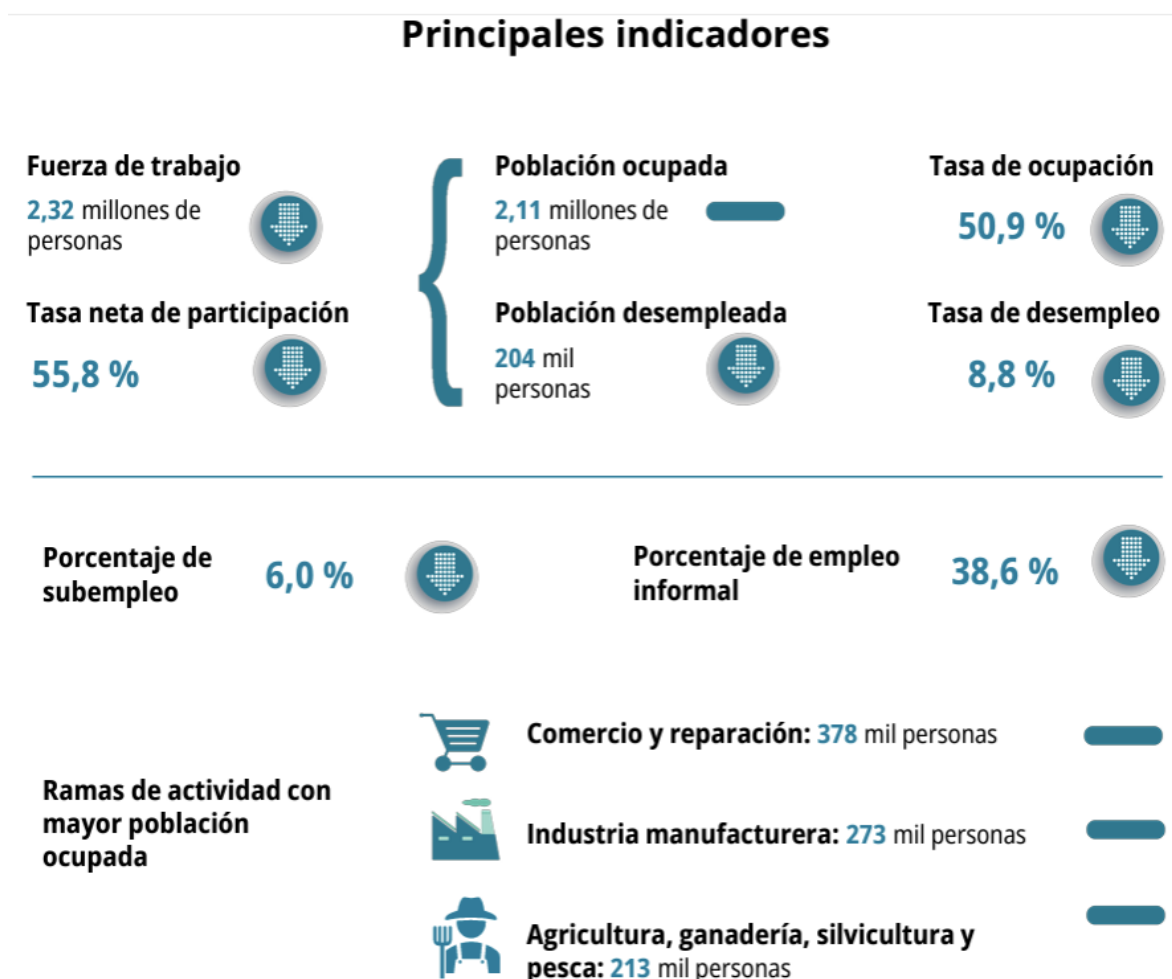 Principales indicadores
Fuerza de trabajo
2,32 millones de
personas
Tasa neta de participación
55,8 %
Población ocupada
2,11 millones de
personas
Población desempleada
204 mil
personas
Tasa de ocupación
50,9 %
Tasa de desempleo
8,8 %
Porcentaje de
subempleo
6,0 %
Porcentaje de empleo
informal
38,6 %
Ramas de actividad con
mayor población
ocupada
Comercio y reparación: 378 mil personas
Industria manufacturera: 273 mil personas
Agricultura, ganadería, silvicultura y
pesca: 213 mil personas